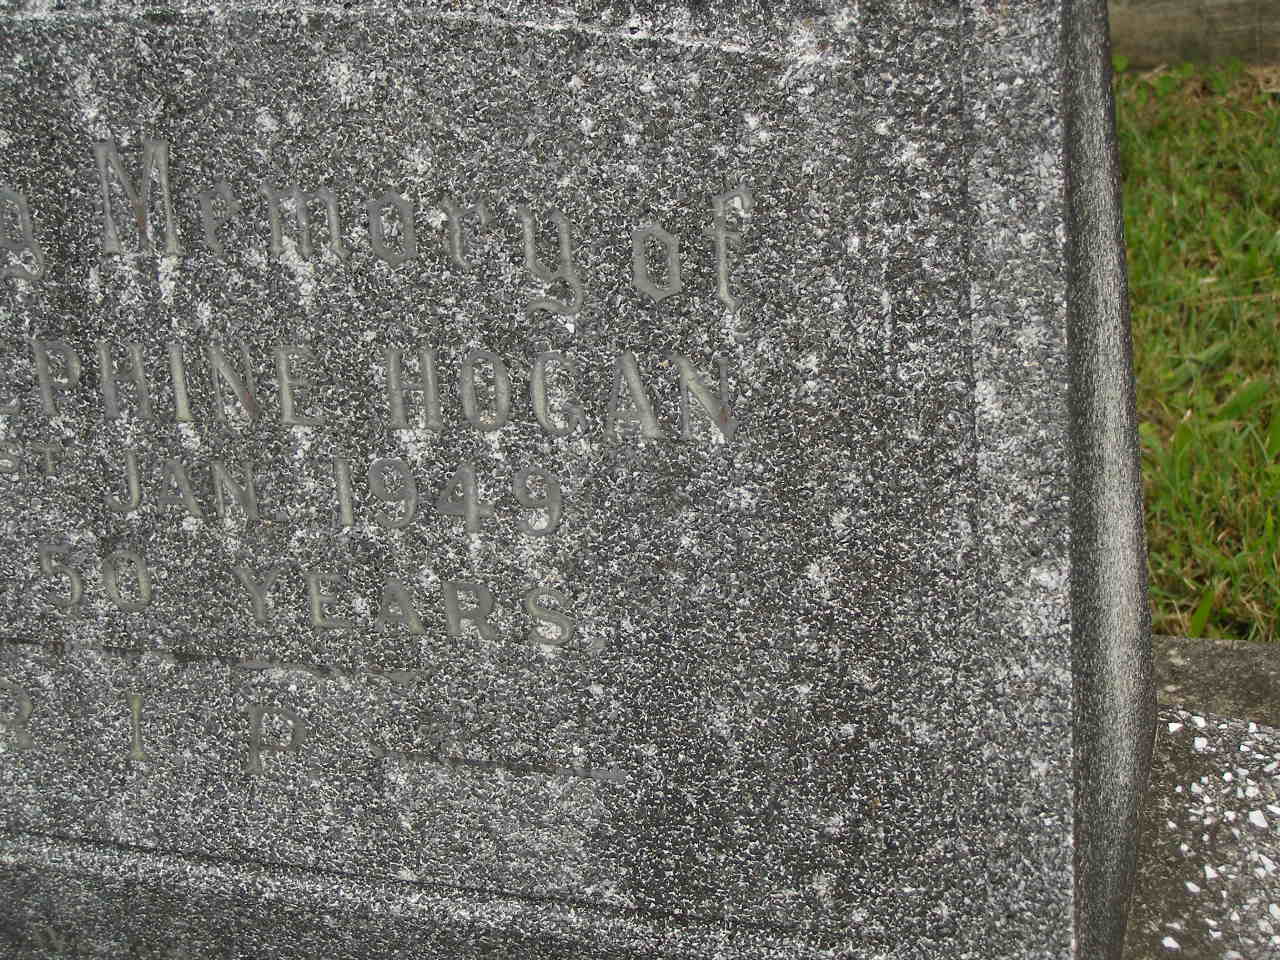 g Memory of
EPHINE HOGAN
ST JAN. 1949
50 YEARS.
R I P